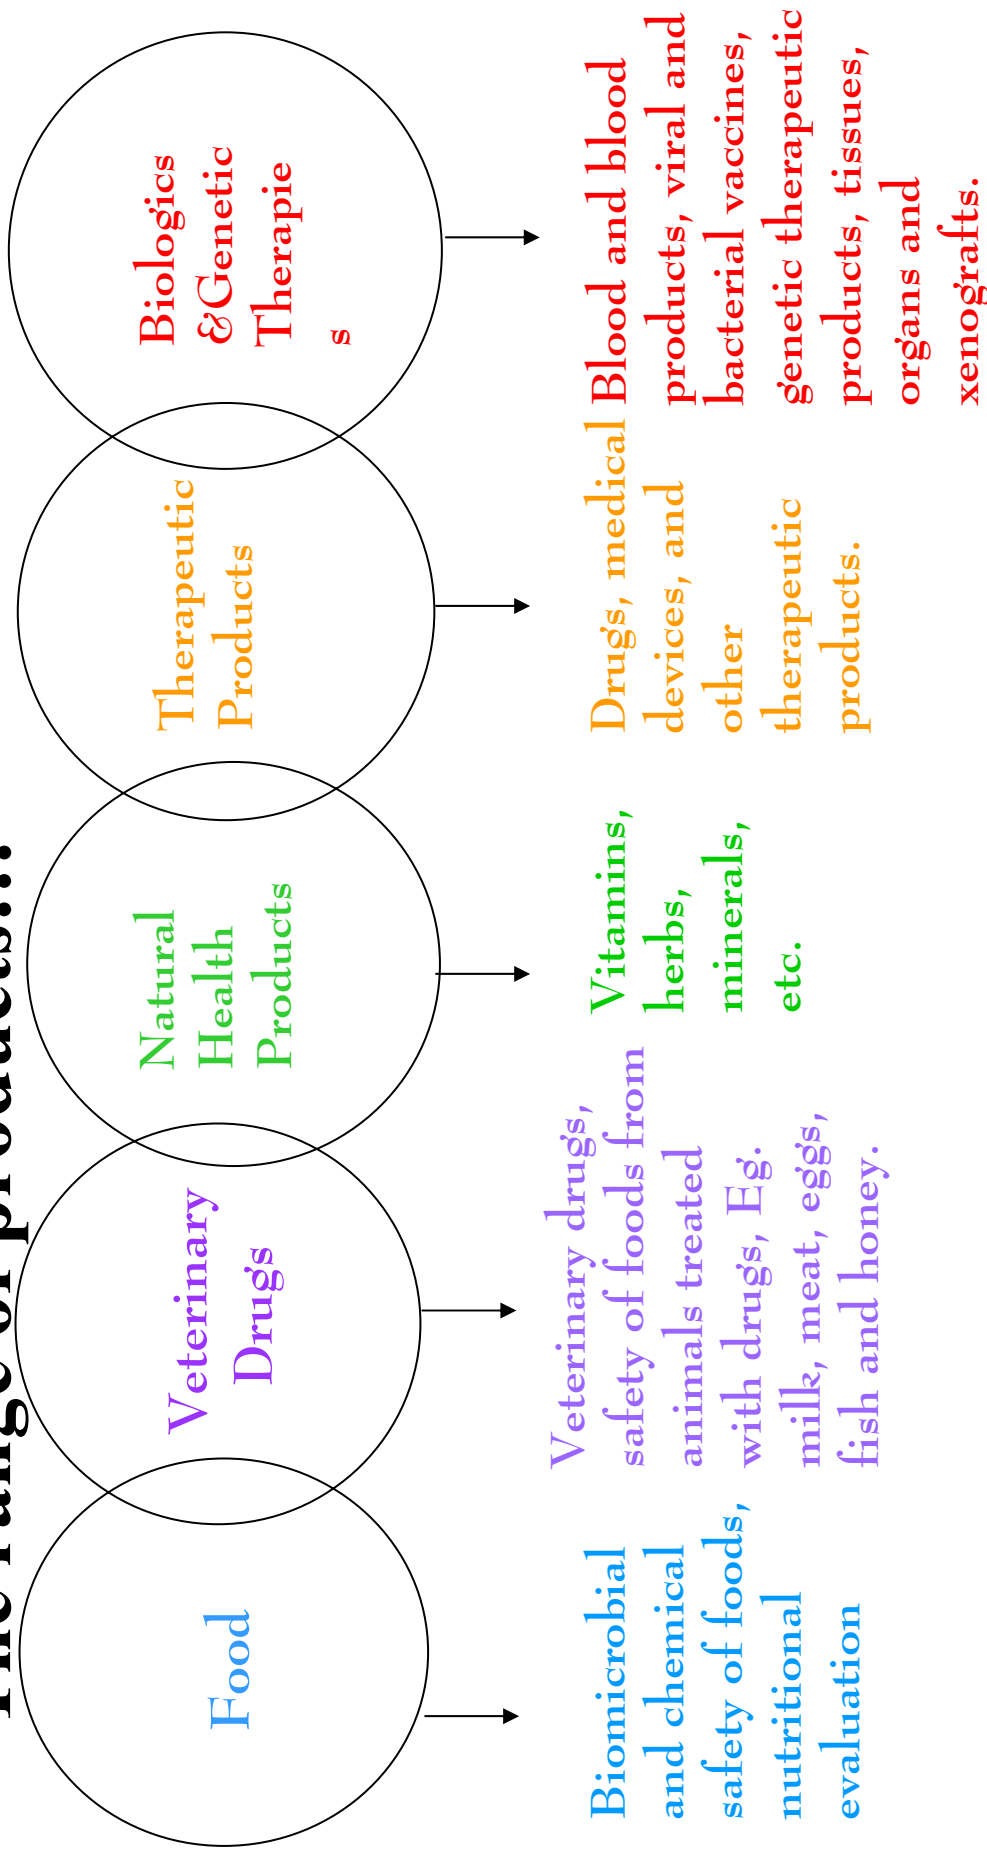 The range of products…
Food
Veterinary
Drugs
Natural
Health
Products
Therapeutic
Products
Biologics
&Genetic
Therapie
s
Biomicrobial
and chemical
safety of foods,
nutritional
evaluation
Veterinary drugs,
safety of foods from
animals treated
with drugs, Eg.
milk, meat, eggs,
fish and honey.
Vitamins,
herbs,
minerals,
etc.
Drugs, medical
devices, and
other
therapeutic
products.
Blood and blood
products, viral and
bacterial vaccines,
genetic therapeutic
products, tissues,
organs and
xenografts.